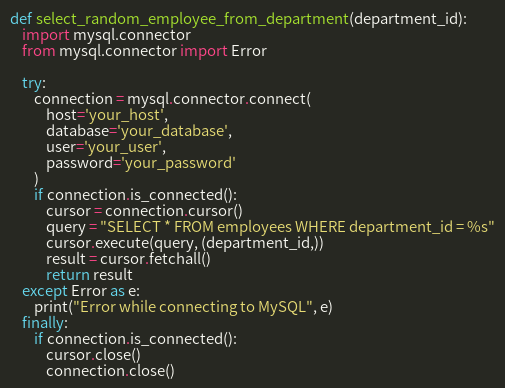 def select_random_employee_from_department(department_id):
    import mysql.connector
    from mysql.connector import Error

    try:
        connection = mysql.connector.connect(
            host='your_host',
            database='your_database',
            user='your_user',
            password='your_password'
        )
        if connection.is_connected():
            cursor = connection.cursor()
            query = "SELECT * FROM employees WHERE department_id = %s"
            cursor.execute(query, (department_id,))
            result = cursor.fetchall()
            return result
    except Error as e:
        print("Error while connecting to MySQL", e)
    finally:
        if connection.is_connected():
            cursor.close()
            connection.close()